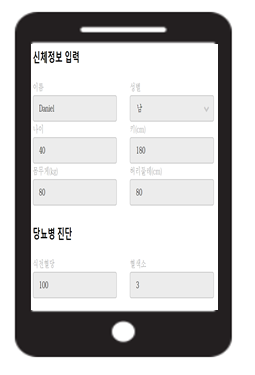 신체정보 입력
이름 성별
Daniel 남
나이 키(cm)
40 180
몸무게(kg) 허리둘레(cm)
80 80
당뇨병 진단
식전혈당 혈색소
100 3